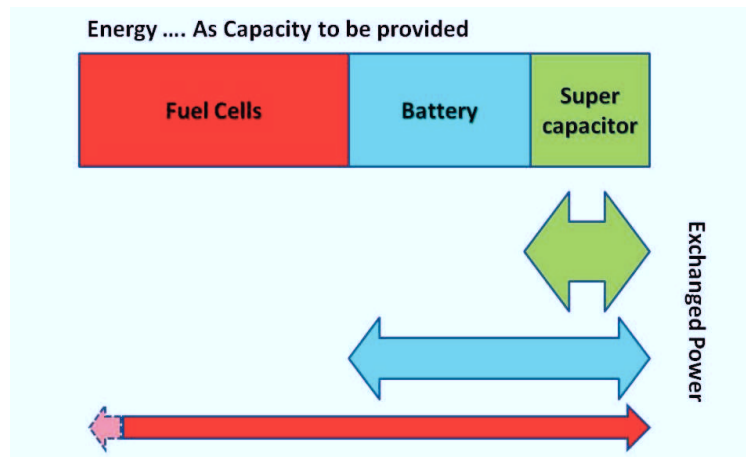 Energy .... As Capacity to be provided
Fuel Cells
Battery
Super
capacitor
Exchanged Power